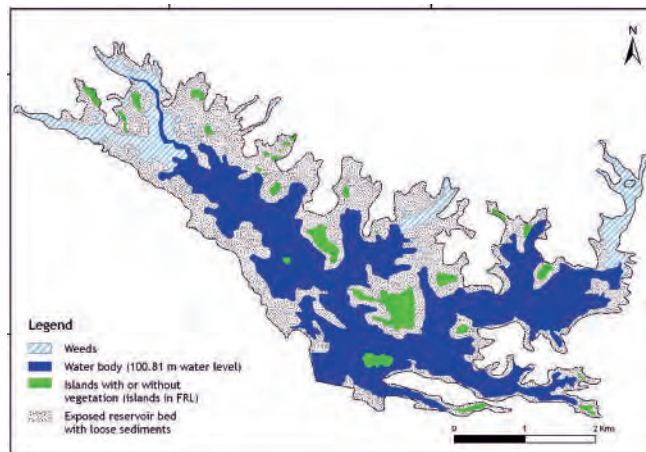 N
Legend
Weeds
Water body (100.81 m water level)
Islands with or without
vegetation (islands in FRL)
Exposed reservoir bed
with loose sediments
0 1 2 Kms